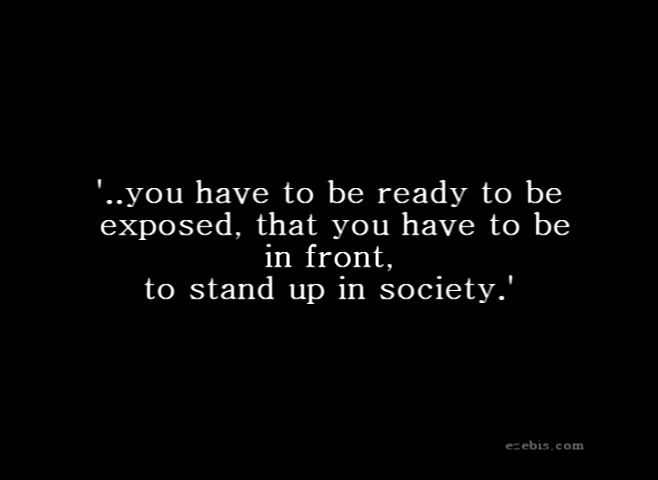 '..you have to be ready to be
exposed, that you have to be
in front,
to stand up in society.'
ezebis.com